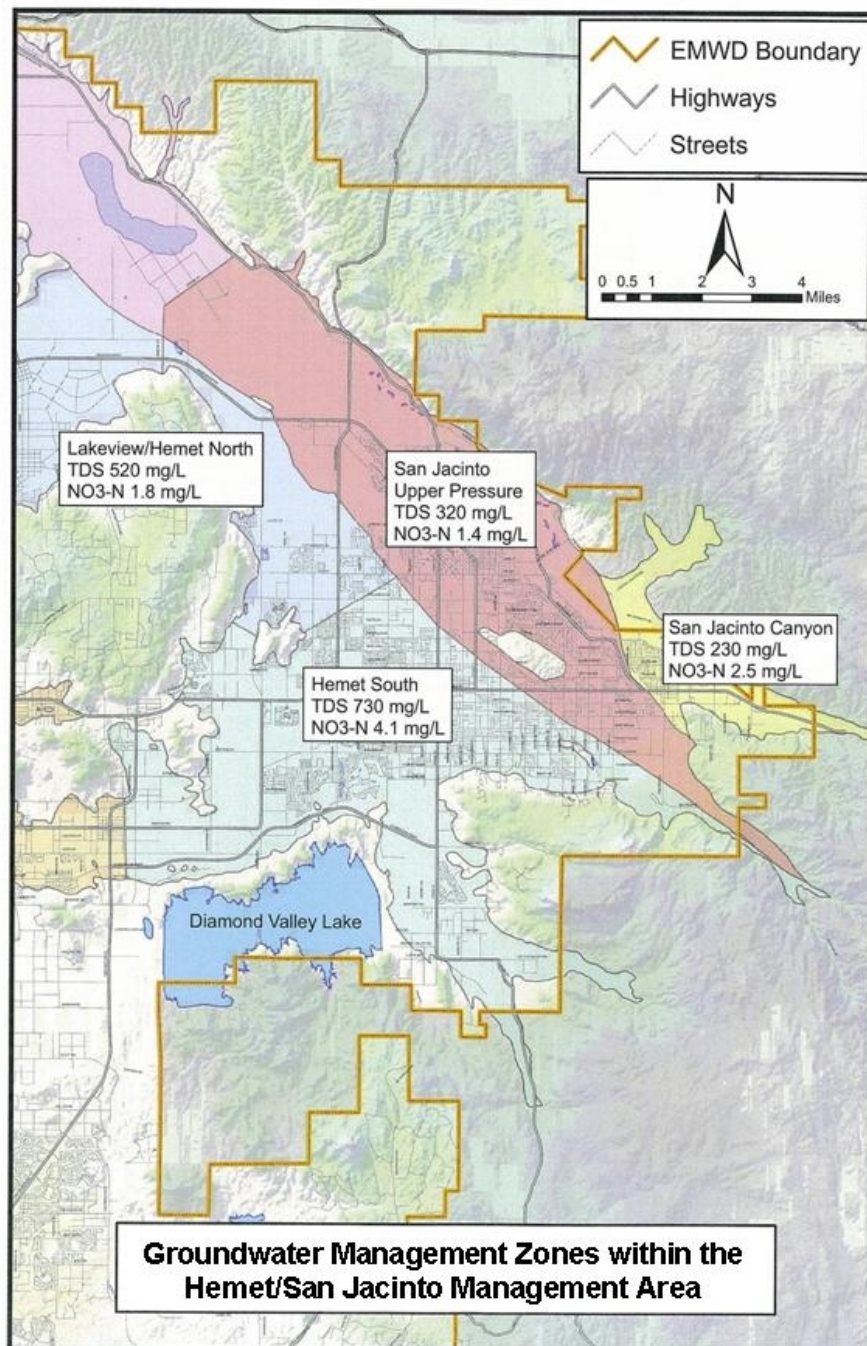 EMWD Boundary
Highways
Streets
N
0 0.5 1 2 3 4
Miles
Lakeview/Hemet North
TDS 520 mg/L
NO3-N 1.8 mg/L
San Jacinto
Upper Pressure
TDS 320 mg/L
NO3-N 1.4 mg/L
San Jacinto Canyon
TDS 230 mg/L
NO3-N 2.5 mg/L
Hemet South
TDS 730 mg/L
NO3-N 4.1 mg/L
Diamond Valley Lake
Groundwater Management Zones within the
Hemet/San Jacinto Management Area